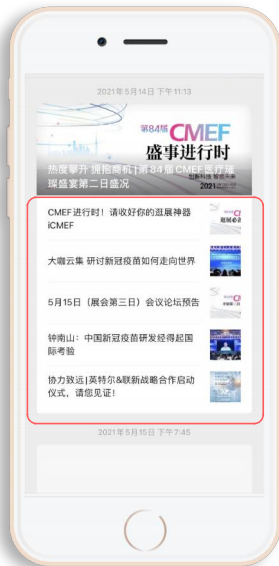 2021年5月14日 下午11:13
第84届 CMEF
盛事进行时
热度攀升 拥抱商机|第84届CMEF医疗璀
璨盛宴第二日盛况
2021
CMEF进行时！请收好你的逛展神器
iCMEF
大咖云集 研讨新冠疫苗如何走向世界
5月15日（展会第三日）会议论坛预告
钟南山：中国新冠疫苗研发经得起国
际考验
协力致远|英特尔&联新战略合作启动
仪式，请您见证！
2021年5月15日 下午7:45